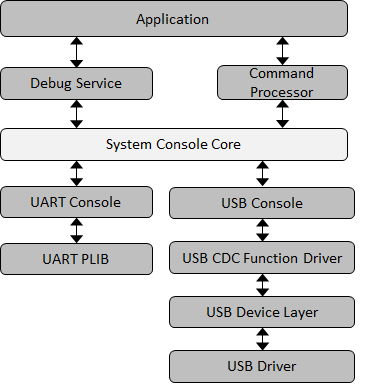 Application
Debug Service
Command
Processor
System Console Core
UART Console
USB Console
UART PLIB
USB CDC Function Driver
USB Device Layer
USB Driver